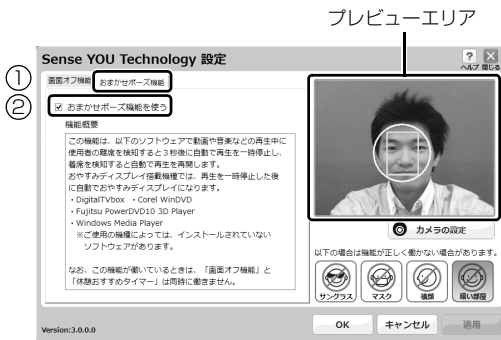 プレビューエリア
Sense YOU Technology 設定
? ×
ヘルプ 閉じる
① 画面オフ機能 おまかせポーズ機能
② ☑ おまかせポーズ機能を使う
機能概要
この機能は、以下のソフトウェアで動画や音楽などの再生中に
使用者の離席を検知すると3秒後に自動で再生を一時停止し、
着席を検知すると自動で再生を再開します。
おやすみディスプレイ搭載機種では、再生を一時停止した後
に自動でおやすみディスプレイになります。
・DigitalTVbox ・Corel WinDVD
・Fujitsu PowerDVD10 3D Player
・Windows Media Player
※ご使用の機種によっては、インストールされていない
ソフトウェアがあります。
なお、この機能が働いているときは、「画面オフ機能」と
「休憩おすすめタイマー」は同時に働きません。
カメラの設定
以下の場合は機能が正しく働かない場合があります。
サングラス マスク 横顔 暗い部屋
Version:3.0.0.0
OK キャンセル 適用